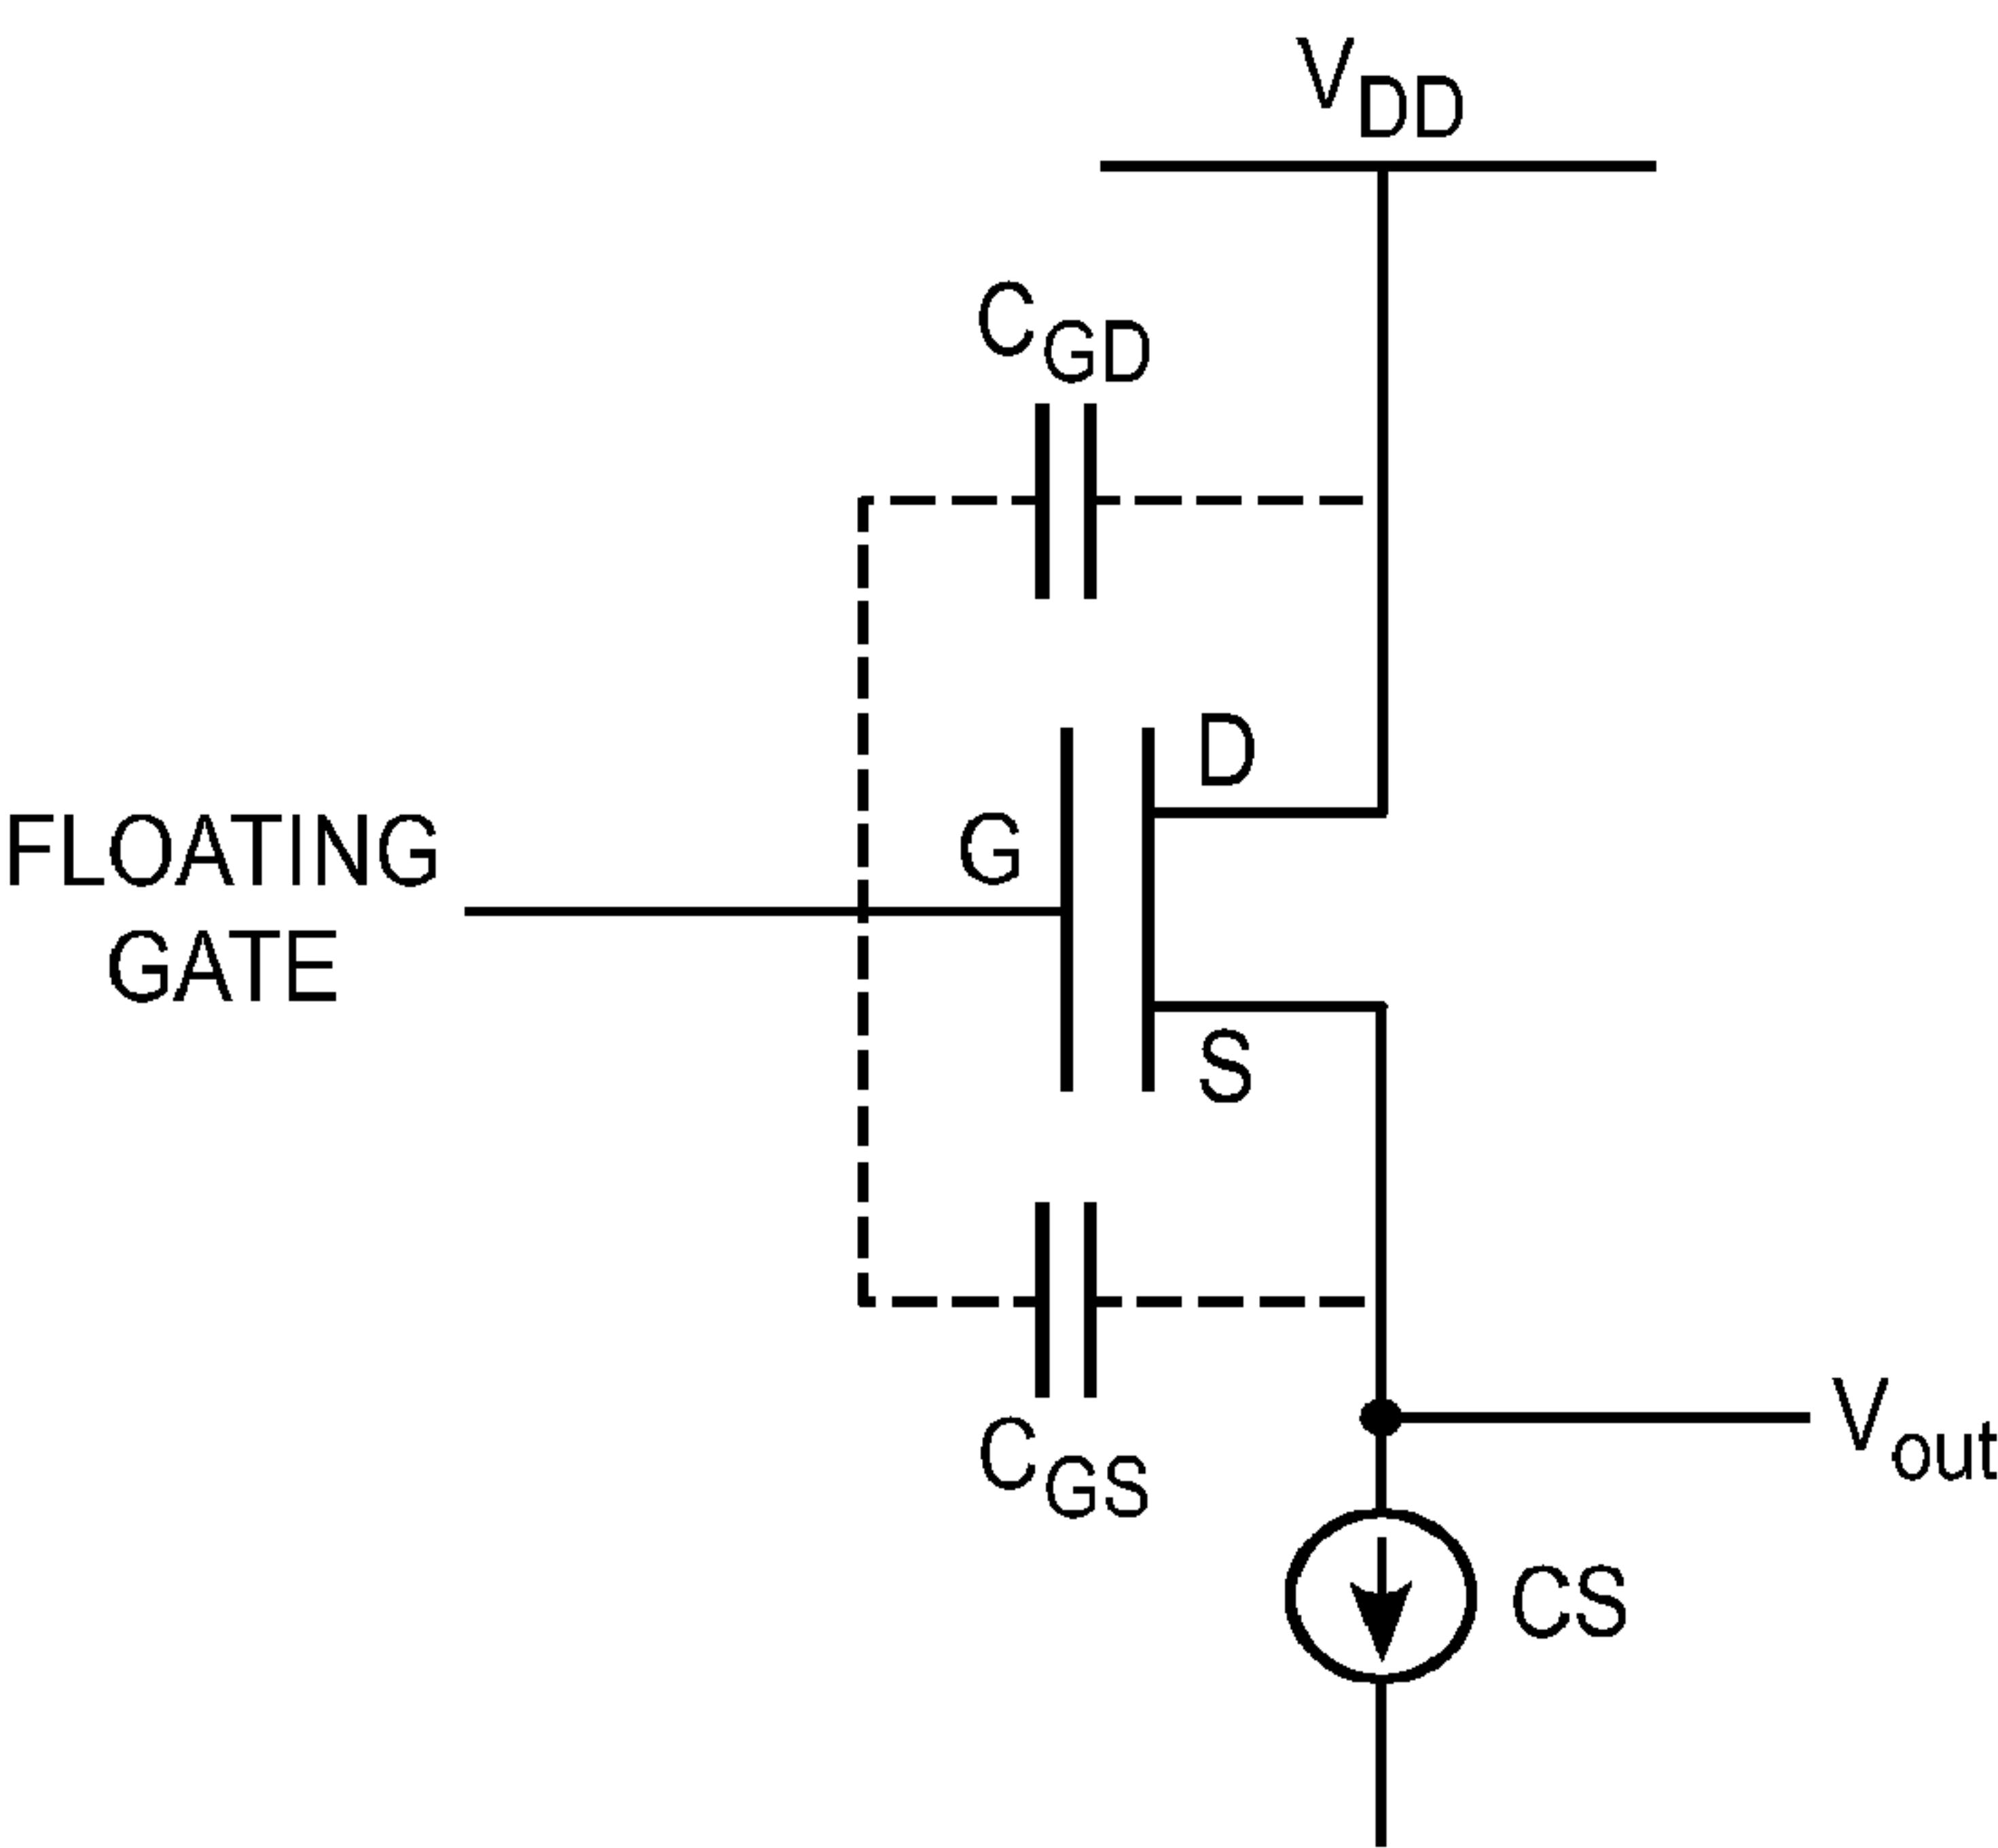 VDD
CGD
D
G
FLOATING
GATE
S
CGS
Vout
CS